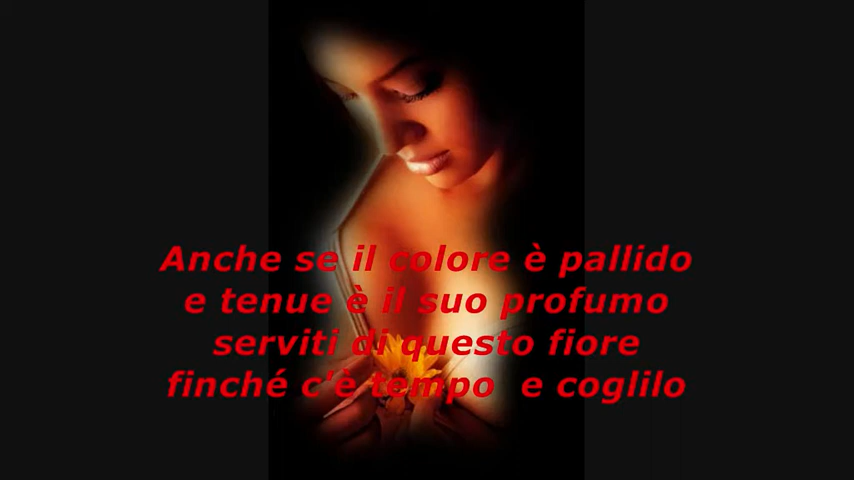 Anche se il colore è pallido
e tenue è il suo profumo
serviti di questo fiore
finché c'è tempo e coglilo